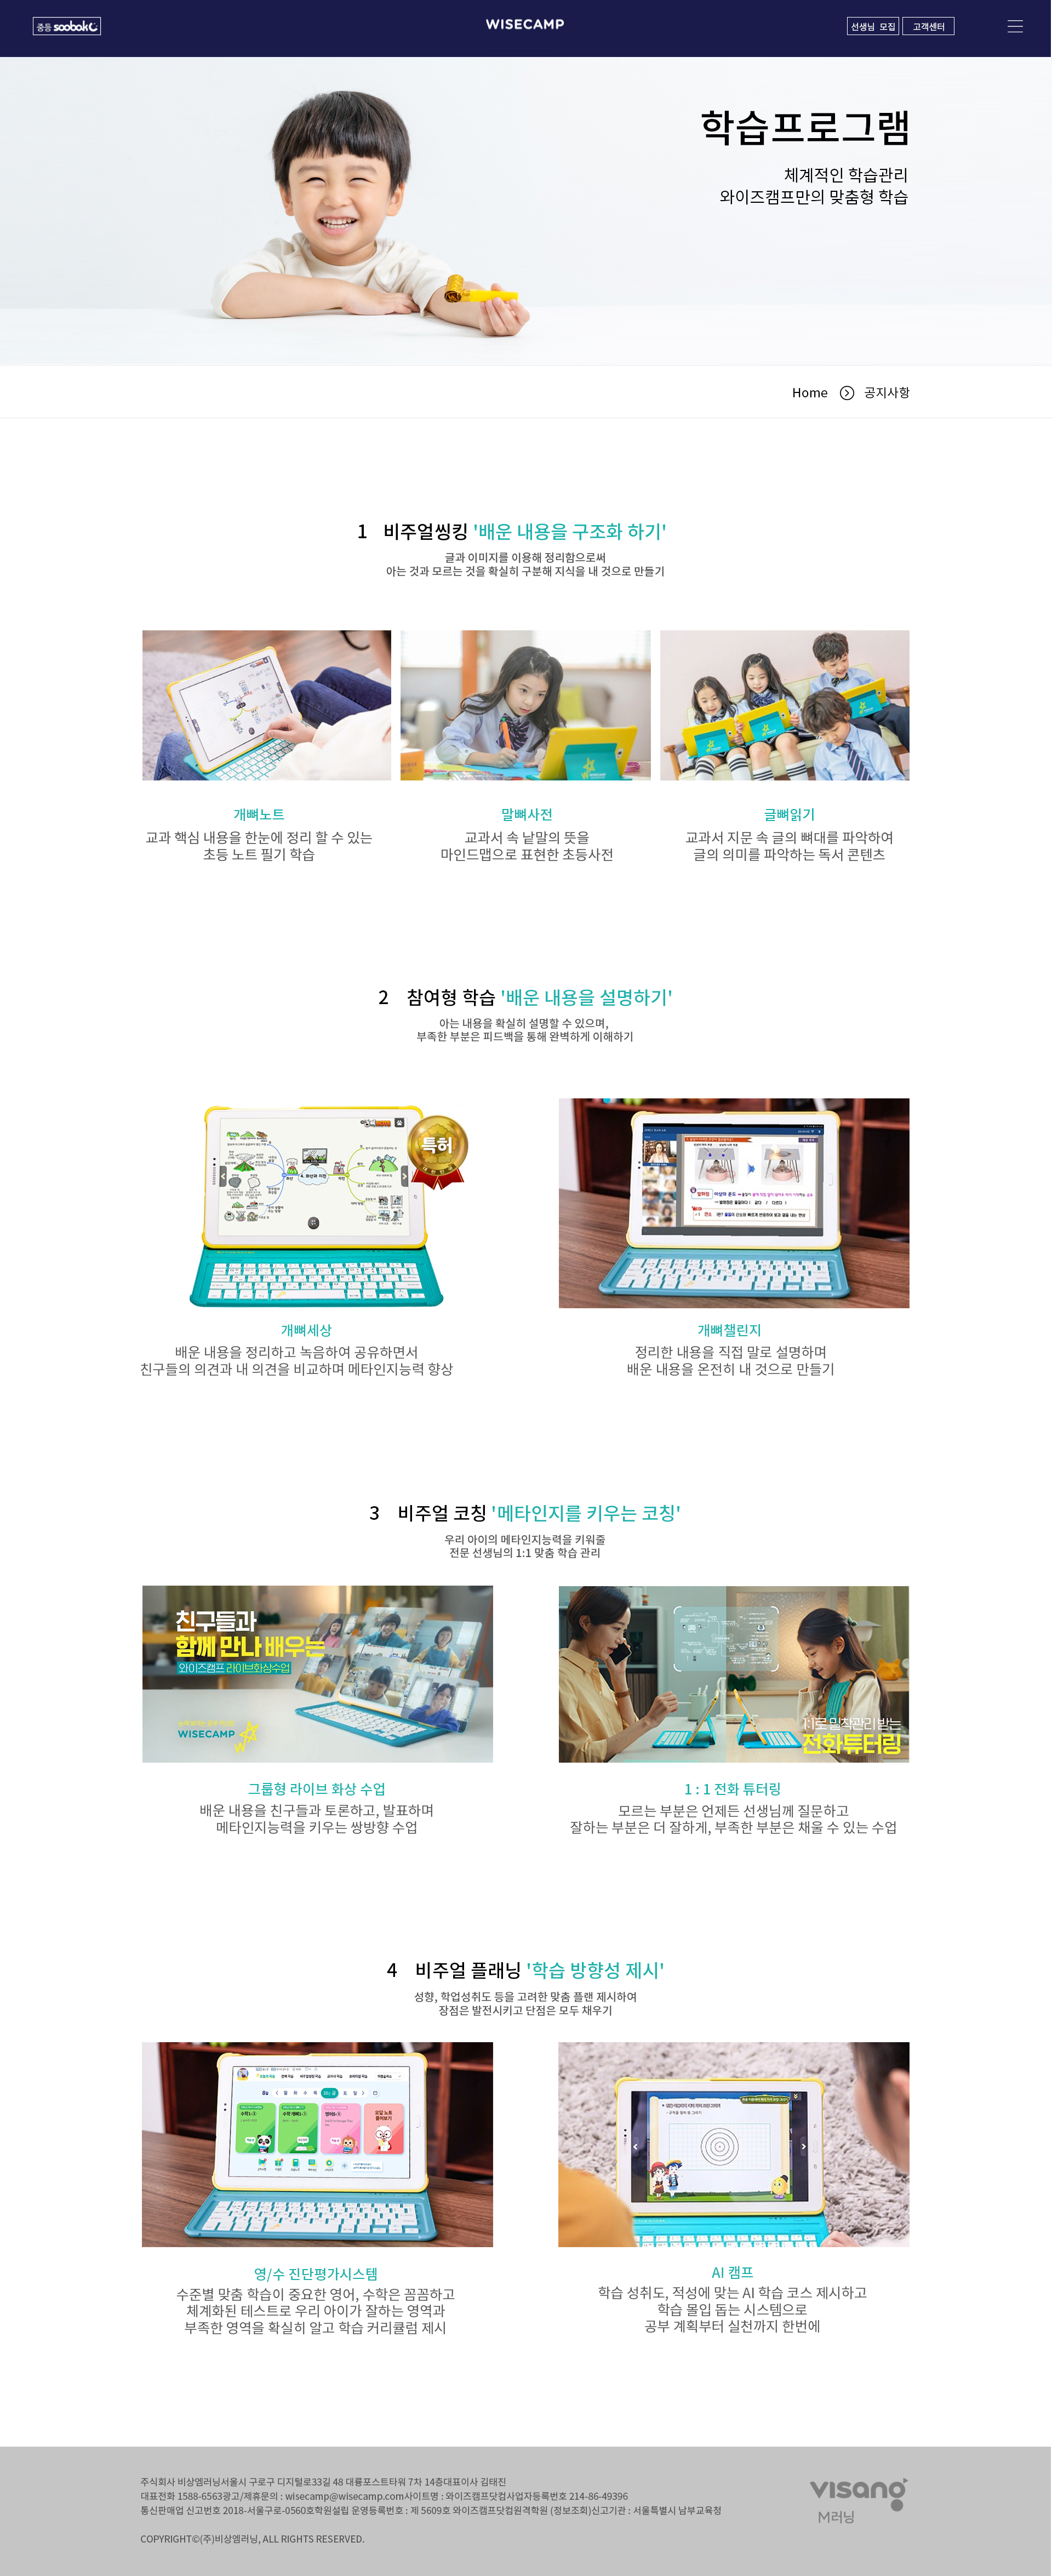 중등 soobak
WISECAMP
선생님 모집
고객센터
학습프로그램
체계적인 학습관리
와이즈캠프만의 맞춤형 학습
Home
공지사항
1 비주얼씽킹 '배운 내용을 구조화 하기'
글과 이미지를 이용해 정리함으로써
아는 것과 모르는 것을 확실히 구분해 지식을 내 것으로 만들기
개뼈노트
교과 핵심 내용을 한눈에 정리 할 수 있는
초등 노트 필기 학습
말뼈사전
교과서 속 낱말의 뜻을
마인드맵으로 표현한 초등사전
글뼈읽기
교과서 지문 속 글의 뼈대를 파악하여
글의 의미를 파악하는 독서 콘텐츠
2 참여형 학습 '배운 내용을 설명하기'
아는 내용을 확실히 설명할 수 있으며,
부족한 부분은 피드백을 통해 완벽하게 이해하기
특허
개뼈세상
배운 내용을 정리하고 녹음하여 공유하면서
친구들의 의견과 내 의견을 비교하며 메타인지능력 향상
개뼈챌린지
정리한 내용을 직접 말로 설명하며
배운 내용을 온전히 내 것으로 만들기
3 비주얼 코칭 '메타인지를 키우는 코칭'
우리 아이의 메타인지능력을 키워줄
전문 선생님의 1:1 맞춤 학습 관리
친구들과
함께 만나 배우는
와이즈캠프 라이브화상수업
WISECAMP
1:1로 밀착관리 받는
전화튜터링
그룹형 라이브 화상 수업
배운 내용을 친구들과 토론하고, 발표하며
메타인지능력을 키우는 쌍방향 수업
1 : 1 전화 튜터링
모르는 부분은 언제든 선생님께 질문하고
잘하는 부분은 더 잘하게, 부족한 부분은 채울 수 있는 수업
4 비주얼 플래닝 '학습 방향성 제시'
성향, 학업성취도 등을 고려한 맞춤 플랜 제시하여
장점은 발전시키고 단점은 모두 채우기
영/수 진단평가시스템
수준별 맞춤 학습이 중요한 영어, 수학은 꼼꼼하고
체계화된 테스트로 우리 아이가 잘하는 영역과
부족한 영역을 확실히 알고 학습 커리큘럼 제시
AI 캠프
학습 성취도, 적성에 맞는 AI 학습 코스 제시하고
학습 몰입 돕는 시스템으로
공부 계획부터 실천까지 한번에
주식회사 비상엠러닝서울시 구로구 디지털로33길 48 대륭포스트타워 7차 14층대표이사 김태진
대표전화 1588-6563광고/제휴문의 : wisecamp@wisecamp.com사이트명 : 와이즈캠프닷컴사업자등록번호 214-86-49396
통신판매업 신고번호 2018-서울구로-0560호학원설립 운영등록번호 : 제 5609호 와이즈캠프닷컴원격학원 (정보조회)신고기관 : 서울특별시 남부교육청
COPYRIGHT©(주)비상엠러닝, ALL RIGHTS RESERVED.
visang
M러닝